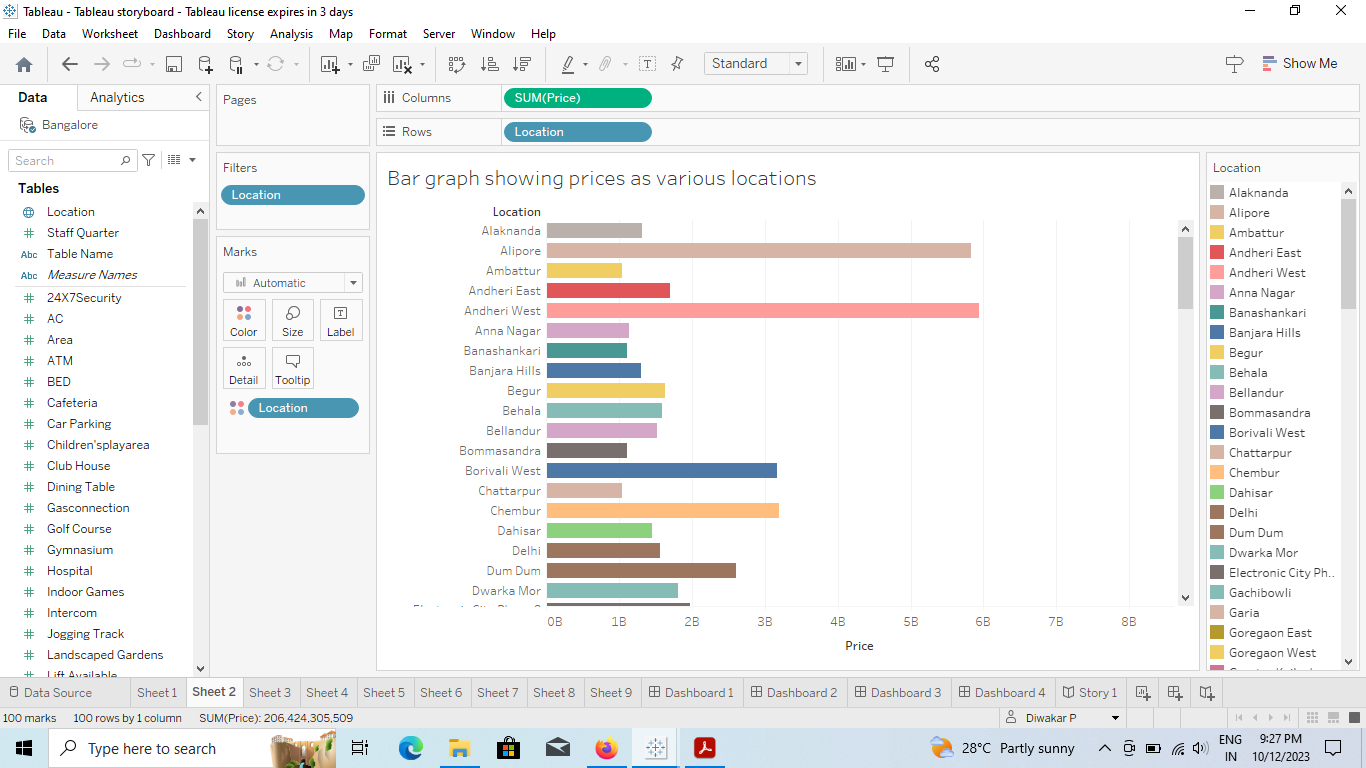 Tableau - Tableau storyboard - Tableau license expires in 3 days
File Data Worksheet Dashboard Story Analysis Map Format Server Window Help
Standard
Show Me
Data Analytics
Bangalore
Search
Tables
Location
Staff Quarter
Abc Table Name
Abc Measure Names
24X7Security
AC
Area
ATM
BED
Cafeteria
Car Parking
Children'splayarea
Club House
Dining Table
Gasconnection
Golf Course
Gymnasium
Hospital
Indoor Games
Intercom
Jogging Track
Landscaped Gardens
Lift Available
Pages
Filters
Location
Marks
Automatic
Color Size Label
Detail Tooltip
Location
Columns SUM(Price)
Rows Location
Bar graph showing prices as various locations
Location
Alaknanda
Alipore
Ambattur
Andheri East
Andheri West
Anna Nagar
Banashankari
Banjara Hills
Begur
Behala
Bellandur
Bommasandra
Borivali West
Chattarpur
Chembur
Dahisar
Delhi
Dum Dum
Dwarka Mor
0B 1B 2B 3B 4B 5B 6B 7B 8B
Price
Location
Alaknanda
Alipore
Ambattur
Andheri East
Andheri West
Anna Nagar
Banashankari
Banjara Hills
Begur
Behala
Bellandur
Bommasandra
Borivali West
Chattarpur
Chembur
Dahisar
Delhi
Dum Dum
Dwarka Mor
Electronic City Ph..
Gachibowli
Garia
Goregaon East
Goregaon West
Data Source Sheet 1 Sheet 2 Sheet 3 Sheet 4 Sheet 5 Sheet 6 Sheet 7 Sheet 8 Sheet 9 Dashboard 1 Dashboard 2 Dashboard 3 Dashboard 4 Story 1
100 marks 100 rows by 1 column SUM(Price): 206,424,305,509 Diwakar P
Type here to search
28°C Partly sunny
ENG
IN
9:27 PM
10/12/2023